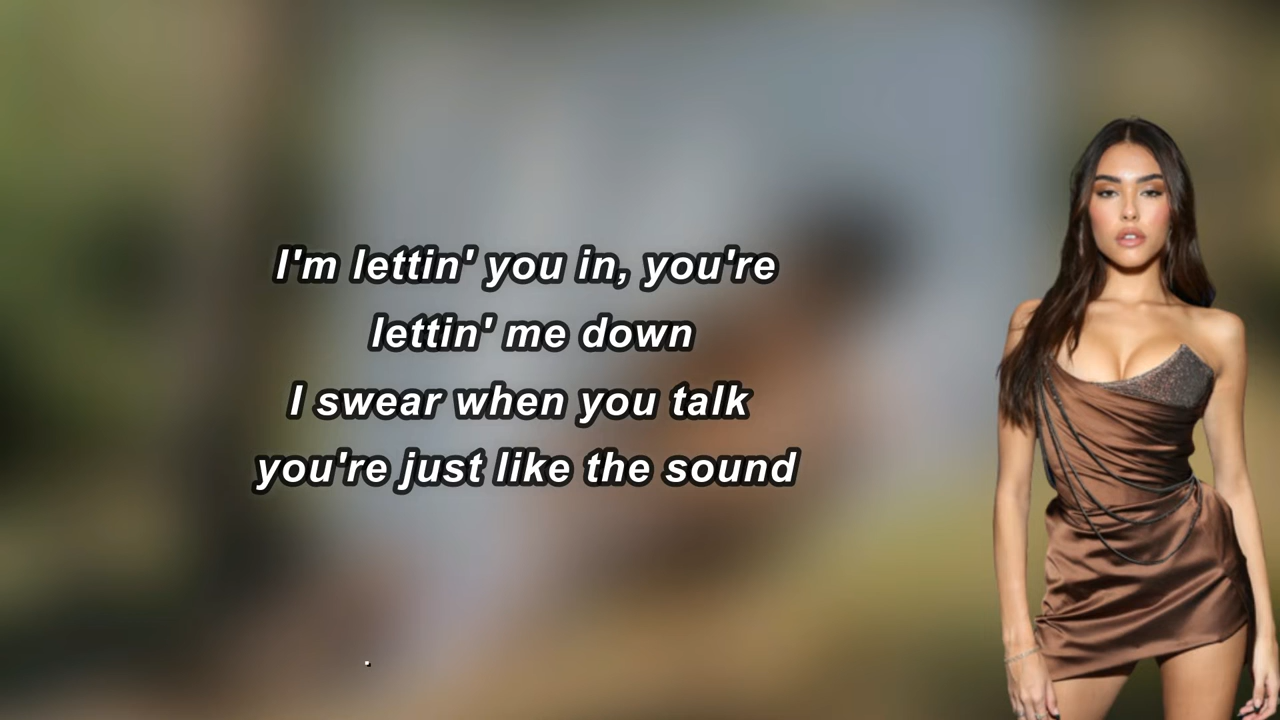 I'm lettin' you in, you're
lettin' me down
I swear when you talk
you're just like the sound